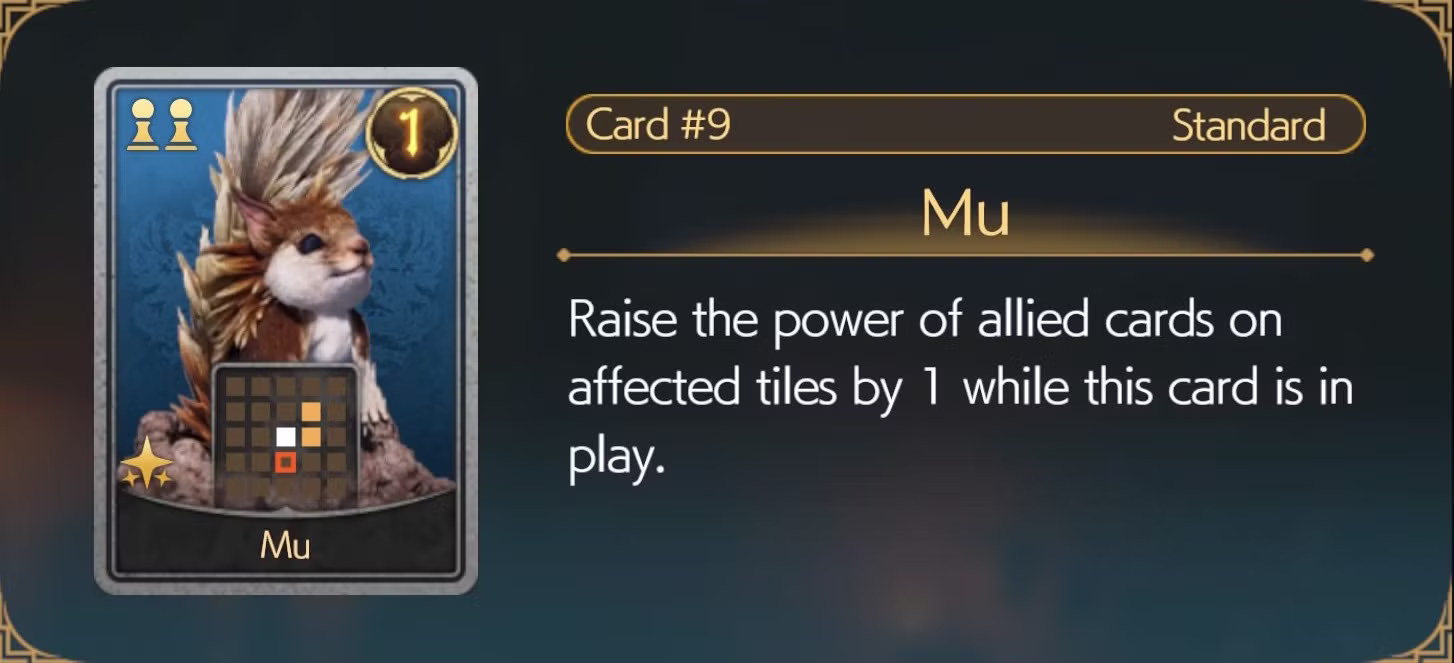 1
Mu
Card #9 Standard
Mu
Raise the power of allied cards on
affected tiles by 1 while this card is in
play.